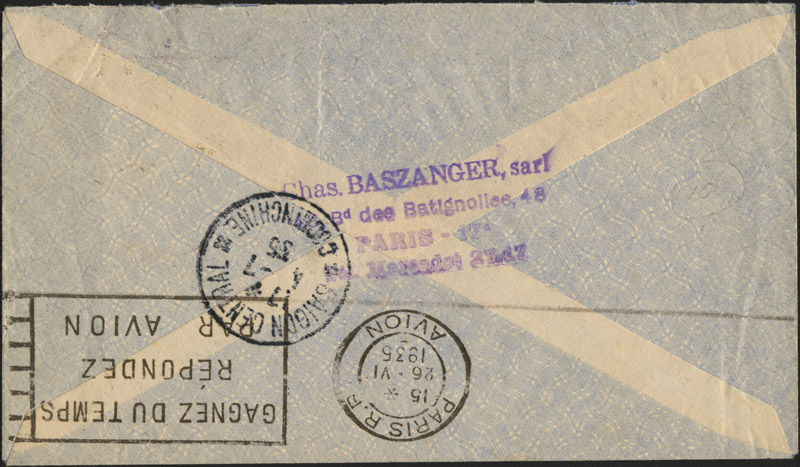 Chas. BASZANGER, sarl
Bd des Batignolles, 48
PARIS - 17e
SAIGON CENTRAL
* COCHINCHINE *
35
GAGNEZ DU TEMPS
RÉPONDEZ
PAR AVION
PARIS R.P.
15 *
26 - VI
1935
AVION